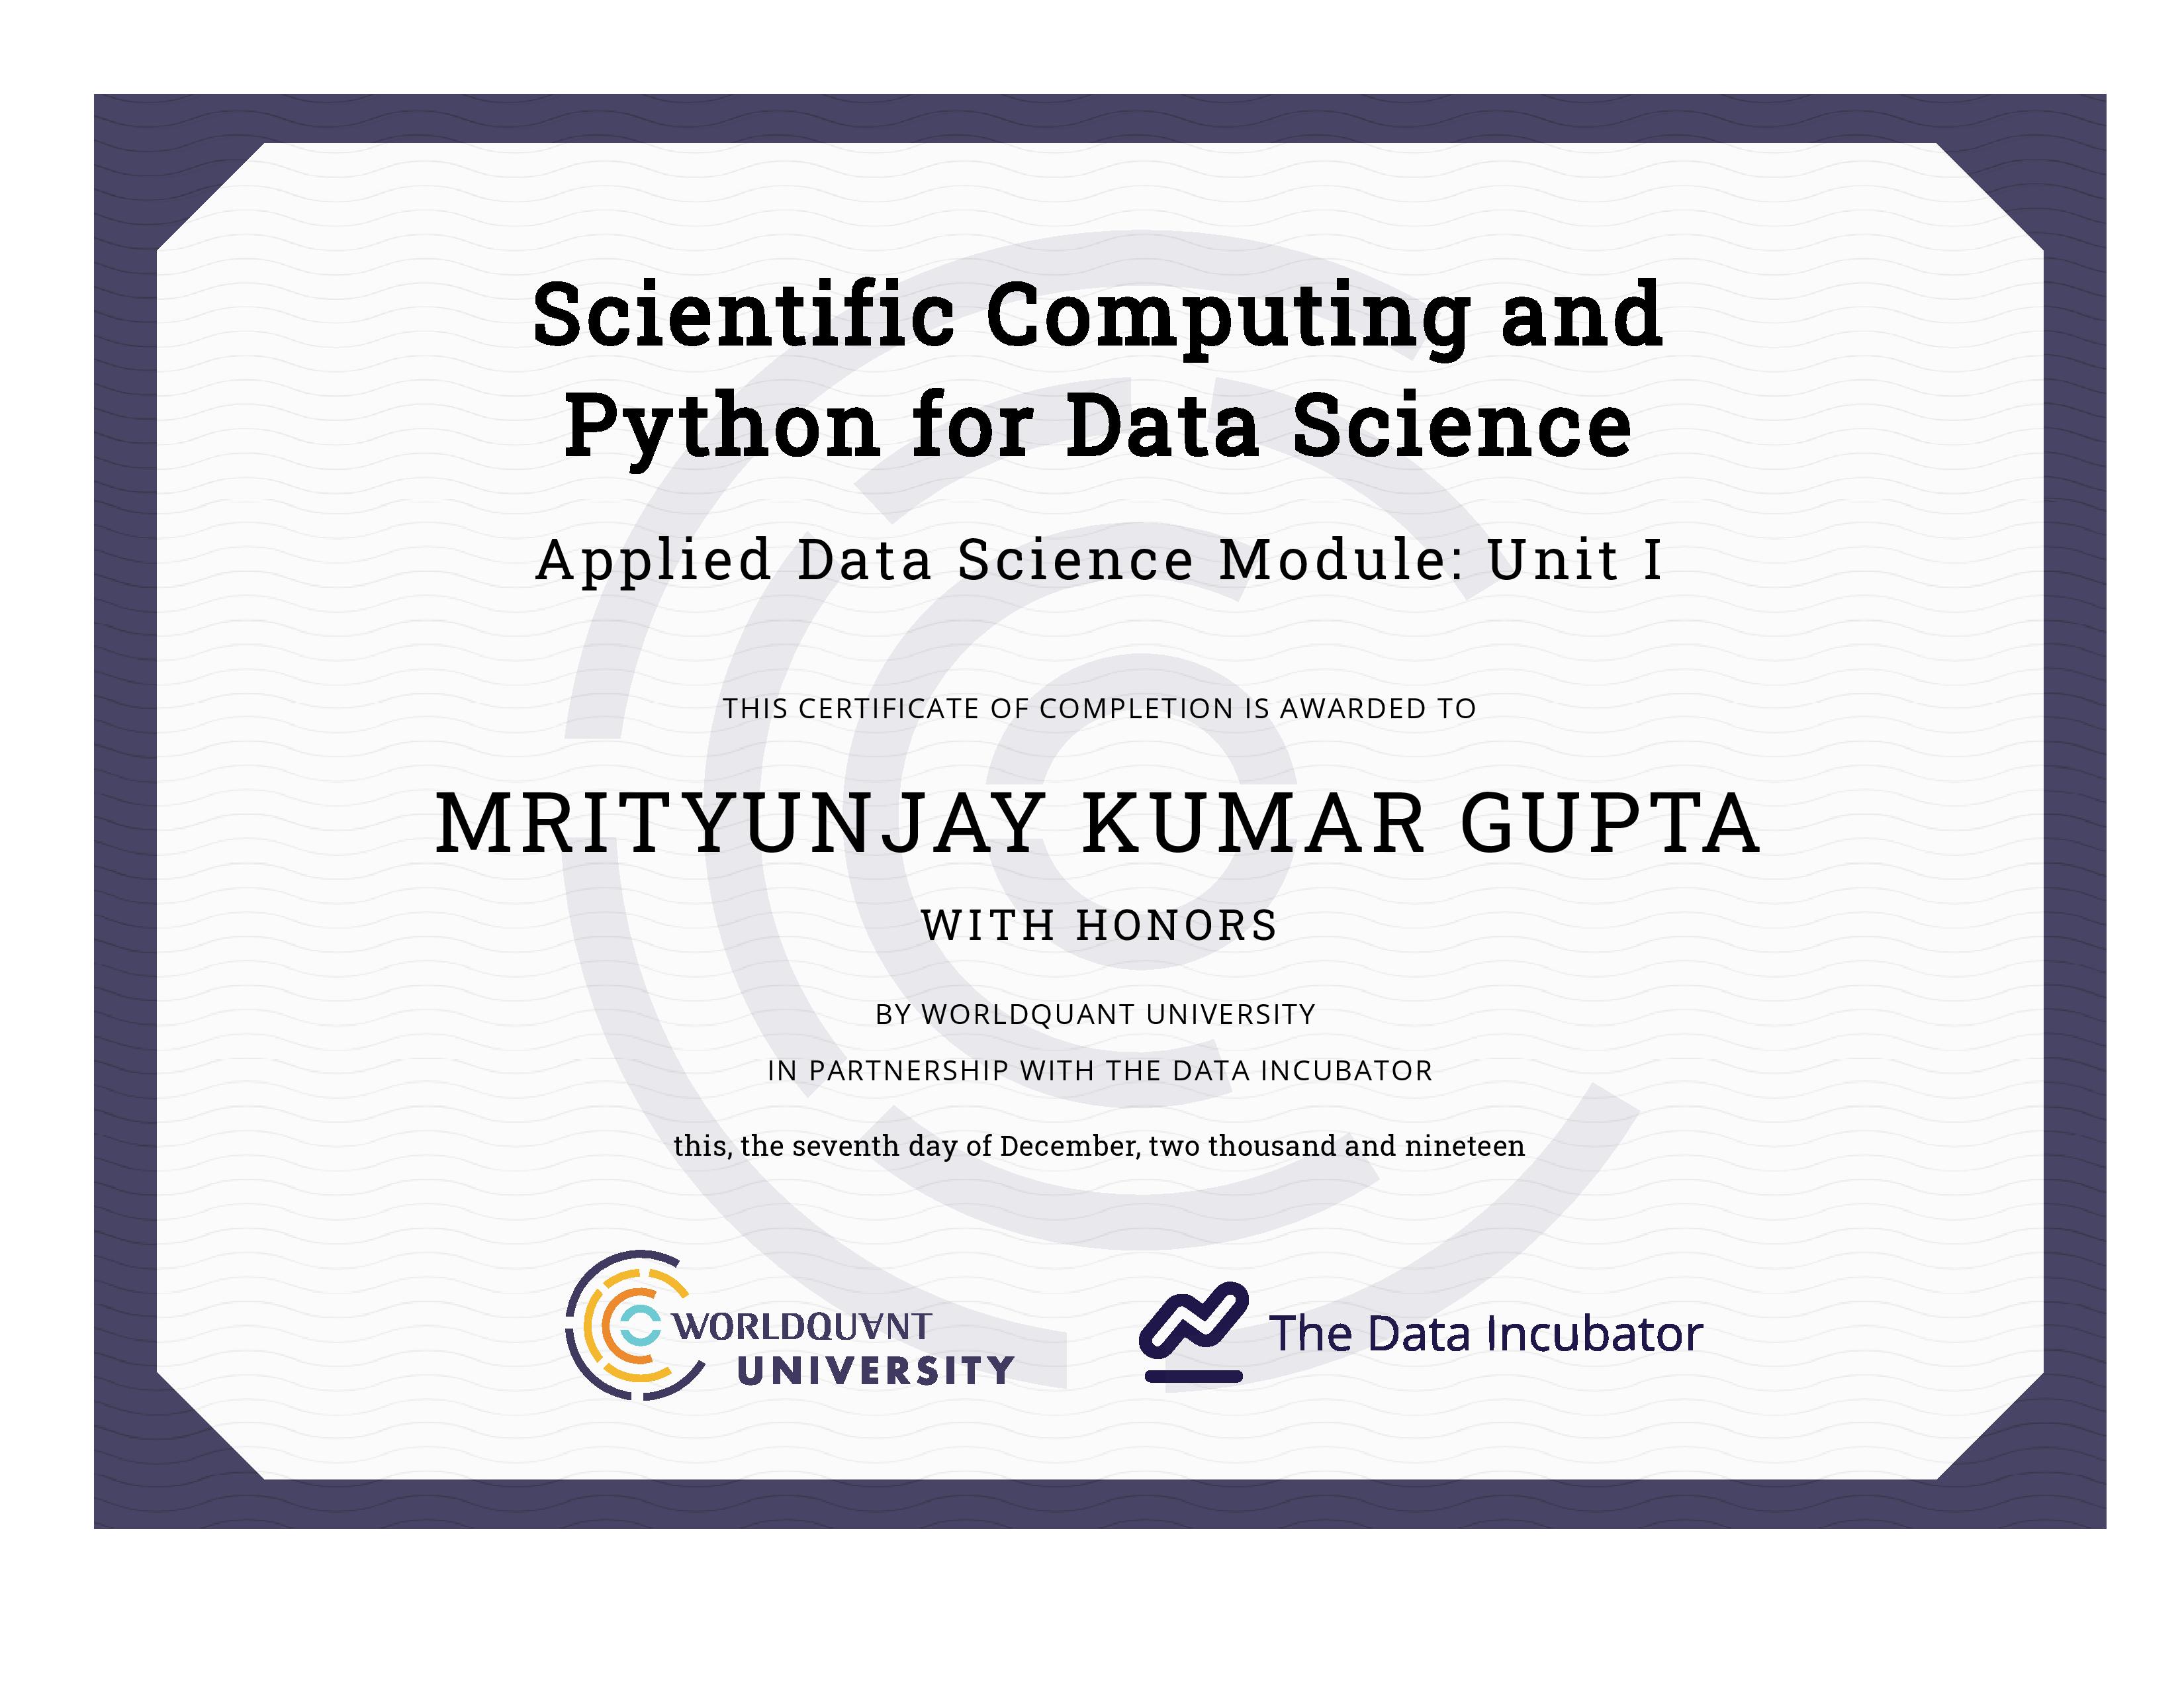 Scientific Computing and
Python for Data Science
Applied Data Science Module: Unit I
THIS CERTIFICATE OF COMPLETION IS AWARDED TO
MRITYUNJAY KUMAR GUPTA
WITH HONORS
BY WORLDQUANT UNIVERSITY
IN PARTNERSHIP WITH THE DATA INCUBATOR
this, the seventh day of December, two thousand and nineteen
WORLDQUANT
UNIVERSITY
The Data Incubator